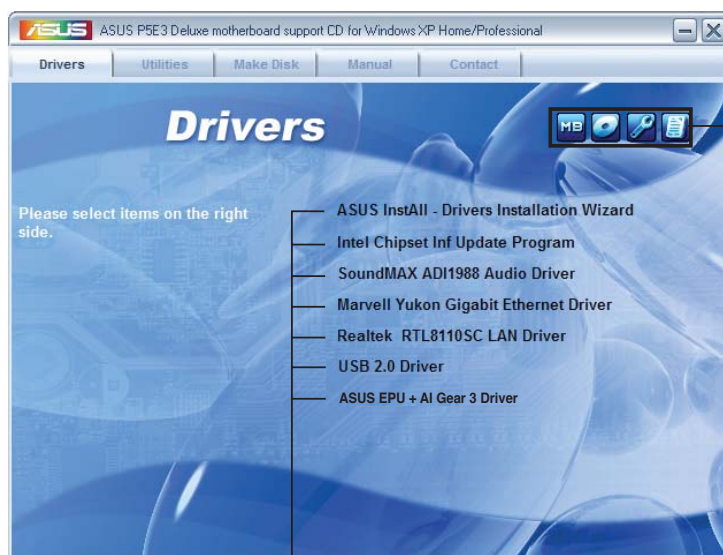 ASUS ASUS P5E3 Deluxe motherboard support CD for Windows XP Home/Professional
Drivers Utilities Make Disk Manual Contact
Drivers
MB
Please select items on the right
side.
ASUS InstAll - Drivers Installation Wizard
Intel Chipset Inf Update Program
SoundMAX ADI1988 Audio Driver
Marvell Yukon Gigabit Ethernet Driver
Realtek RTL8110SC LAN Driver
USB 2.0 Driver
ASUS EPU + AI Gear 3 Driver